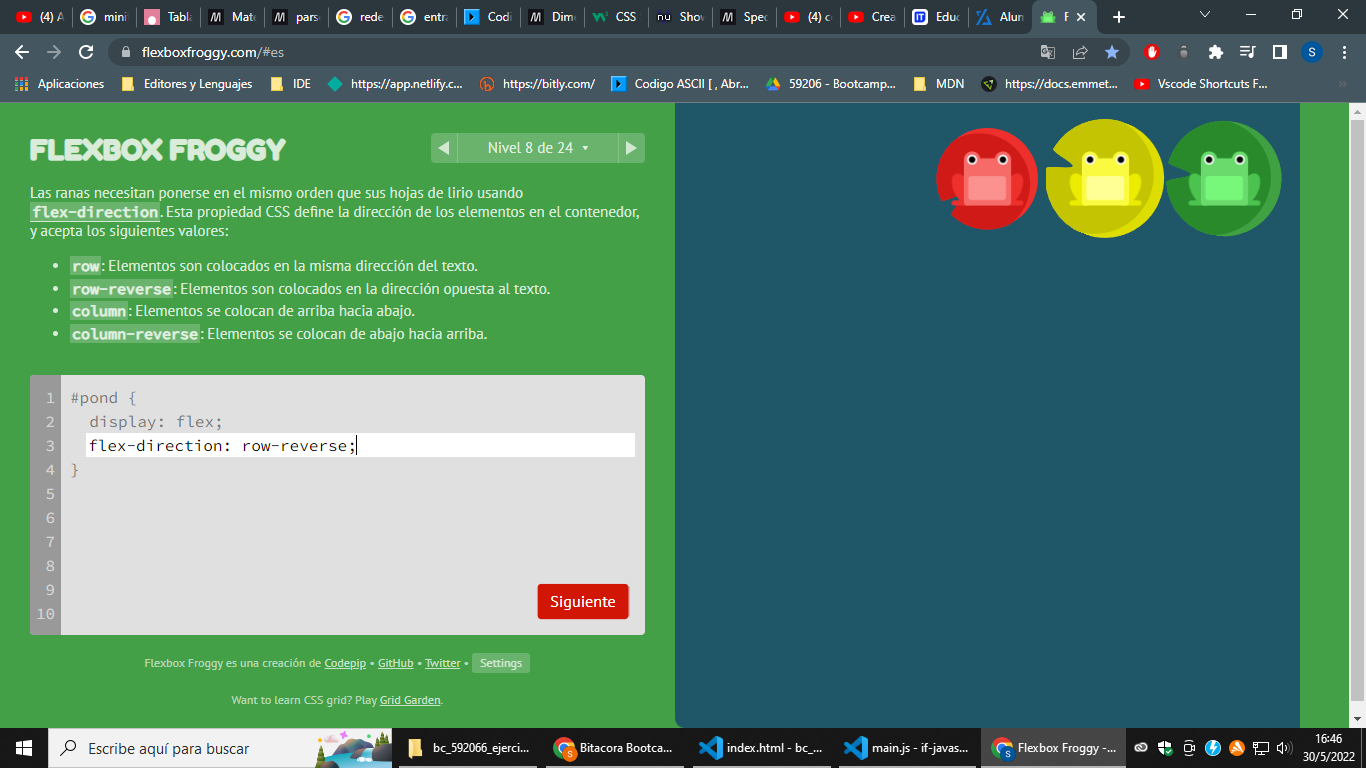 (4) A
mini
Tabla
Mate
pars
rede
entra
Codi
Dime
CSS
nu
Show
Spec
(4) c
Crea
IT
Educ
Alun
F
flexboxfroggy.com/#es
S
Aplicaciones
Editores y Lenguajes
IDE
https://app.netlify.c...
https://bitly.com/
Codigo ASCII [ , Abr...
59206 - Bootcamp...
MDN
https://docs.emmet...
Vscode Shortcuts F...
»
FLEXBOX FROGGY
Nivel 8 de 24
Las ranas necesitan ponerse en el mismo orden que sus hojas de lirio usando
flex-direction. Esta propiedad CSS define la dirección de los elementos en el contenedor,
y acepta los siguientes valores:
• row: Elementos son colocados en la misma dirección del texto.
• row-reverse: Elementos son colocados en la dirección opuesta al texto.
• column: Elementos se colocan de arriba hacia abajo.
• column-reverse: Elementos se colocan de abajo hacia arriba.
1 #pond {
2 display: flex;
3 flex-direction: row-reverse;
4 }
5
6
7
8
9
10
Siguiente
Flexbox Froggy es una creación de Codepip • GitHub • Twitter • Settings
Want to learn CSS grid? Play Grid Garden.
Escribe aquí para buscar
bc_592066_ejerci...
Bitacora Bootca...
index.html - bc_...
main.js - if-javas...
Flexbox Froggy -...
16:46
30/5/2022